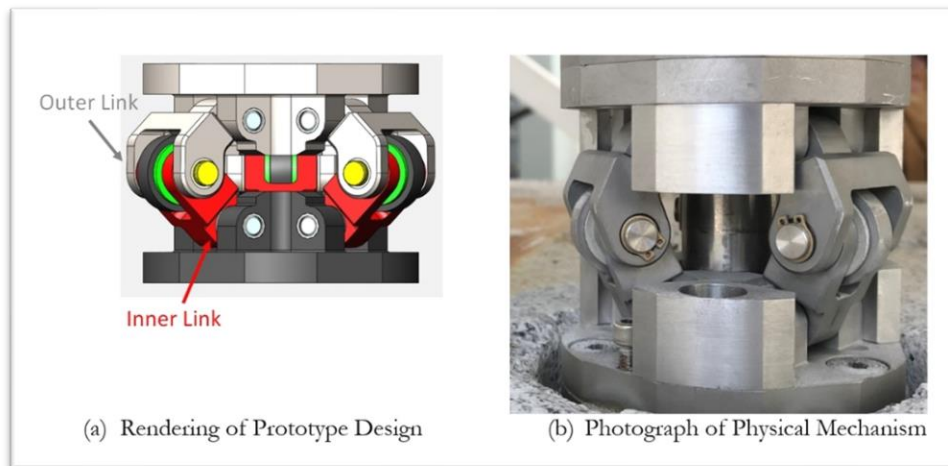 Outer Link
Inner Link
(a) Rendering of Prototype Design
(b) Photograph of Physical Mechanism